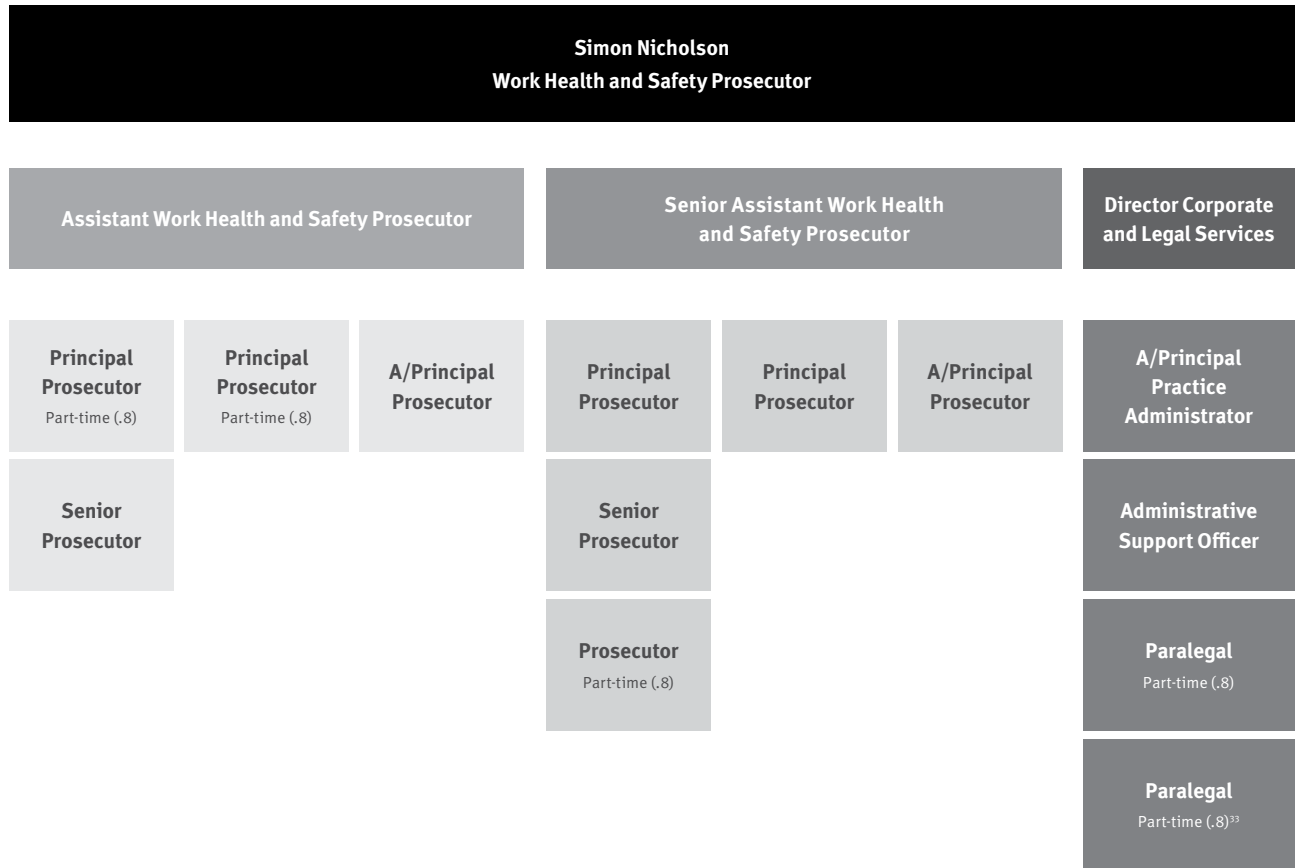 Simon Nicholson
Work Health and Safety Prosecutor
Assistant Work Health and Safety Prosecutor
Senior Assistant Work Health
and Safety Prosecutor
Director Corporate
and Legal Services
Principal
Prosecutor
Part-time (.8)
Principal
Prosecutor
Part-time (.8)
A/Principal
Prosecutor
Principal
Prosecutor
Principal
Prosecutor
A/Principal
Prosecutor
A/Principal
Practice
Administrator
Senior
Prosecutor
Senior
Prosecutor
Administrative
Support Officer
Prosecutor
Part-time (.8)
Paralegal
Part-time (.8)
Paralegal
Part-time (.8)³³